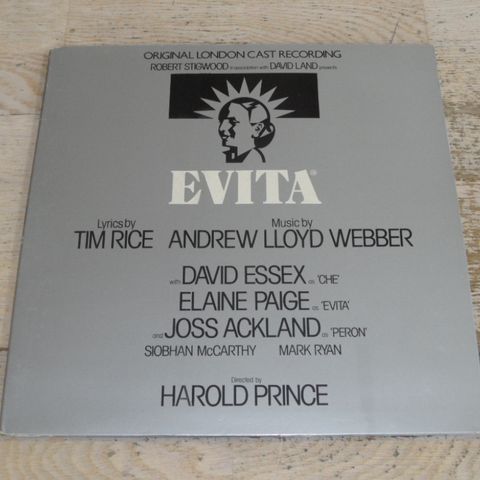 ORIGINAL LONDON CAST RECORDING
ROBERT STIGWOOD in association with DAVID LAND presents
EVITA®
Lyrics by Music by
TIM RICE ANDREW LLOYD WEBBER
with DAVID ESSEX as 'CHE'
ELAINE PAIGE as 'EVITA'
and JOSS ACKLAND as 'PERON'
SIOBHAN McCARTHY MARK RYAN
Directed by
HAROLD PRINCE